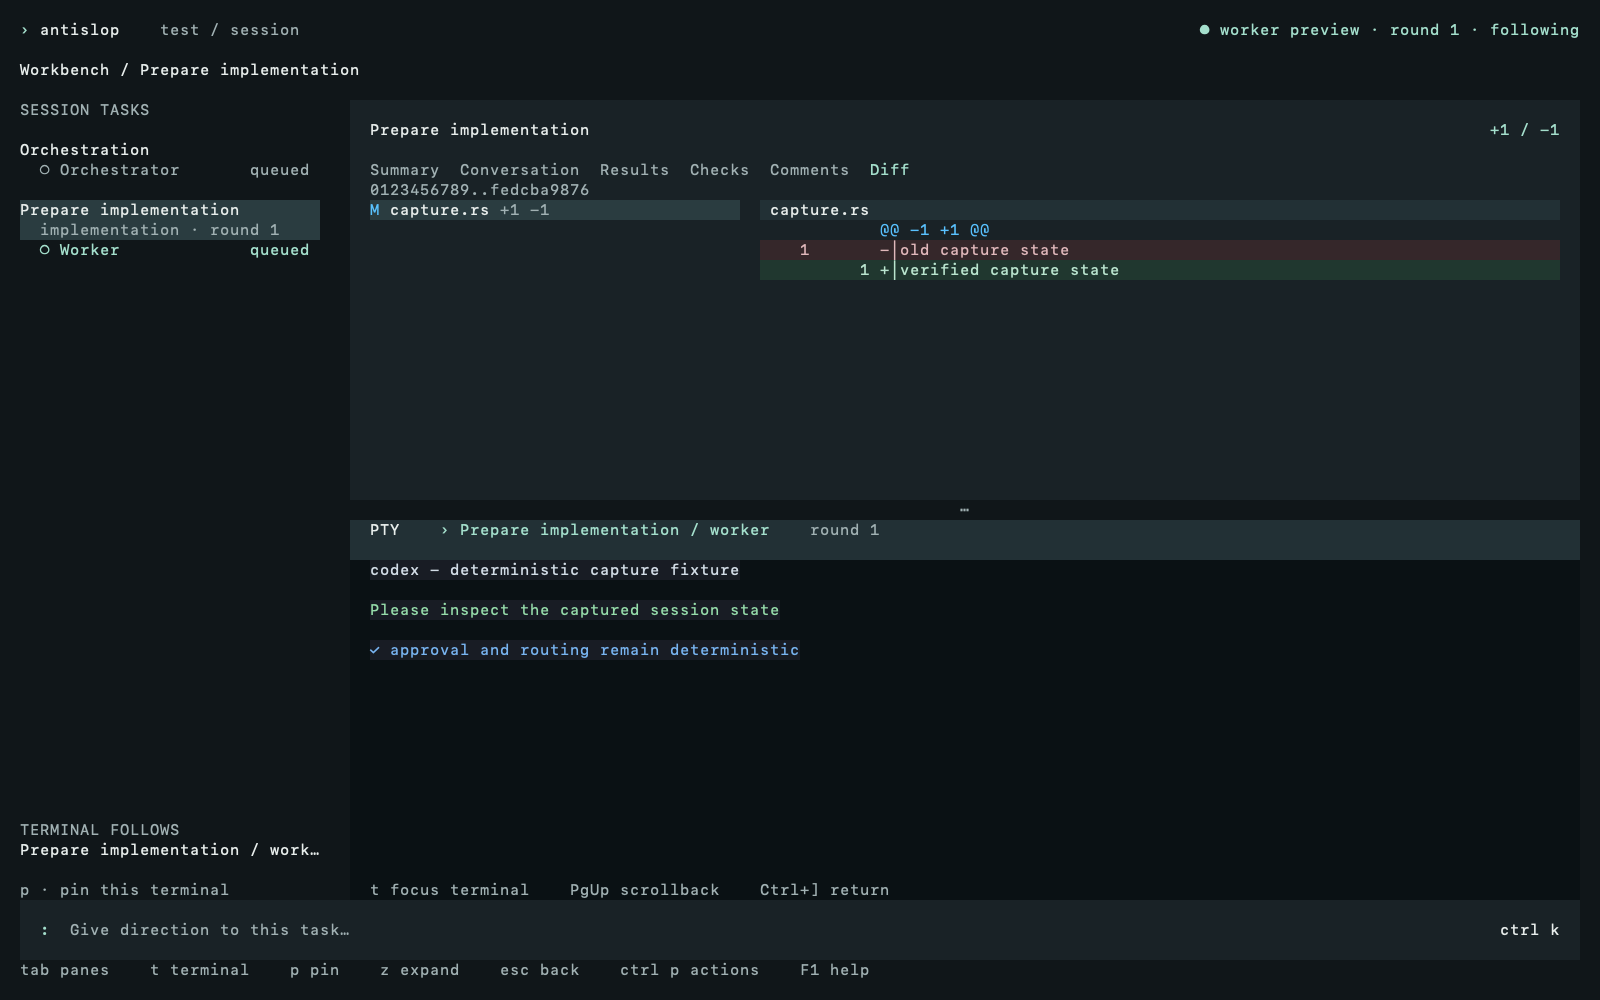 › antislop test / session ● worker preview · round 1 · following
Workbench / Prepare implementation
SESSION TASKS
Orchestration
○ Orchestrator queued
Prepare implementation
implementation · round 1
○ Worker queued
TERMINAL FOLLOWS
Prepare implementation / work…
p · pin this terminal
Prepare implementation +1 / −1
Summary Conversation Results Checks Comments Diff
0123456789..fedcba9876
M capture.rs +1 −1
capture.rs
@@ −1 +1 @@
1 −│old capture state
1 +│verified capture state
…
PTY › Prepare implementation / worker round 1
codex — deterministic capture fixture
Please inspect the captured session state
✓ approval and routing remain deterministic
t focus terminal PgUp scrollback Ctrl+] return
: Give direction to this task… ctrl k
tab panes t terminal p pin z expand esc back ctrl p actions F1 help